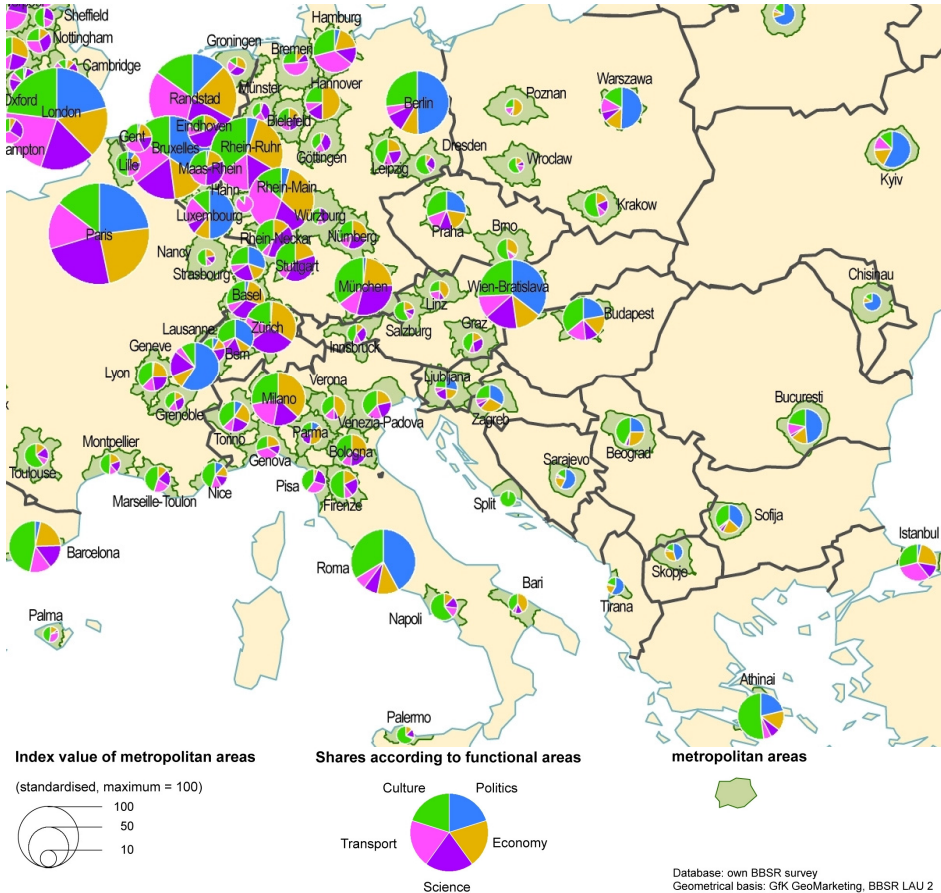 Sheffield
Hamburg
Nottingham
Groningen
Bremen
Cambridge
Oxford
London
Randstad
Münster
Hannover
Berlin
Poznan
Warszawa
ampton
Gent
Eindhoven
Bielefeld
Bruxelles
Rhein-Ruhr
Göttingen
Dresden
Leipzig
Wroclaw
Kyiv
Lille
Maas-Rhein
Hahn
Rhein-Main
Krakow
Luxembourg
Würzburg
Praha
Brno
Paris
Rhein-Neckar
Nürnberg
Nancy
Strasbourg
Stuttgart
Chisinau
München
Linz
Wien-Bratislava
Basel
Salzburg
Budapest
Lausanne
Zürich
Graz
Geneve
Bern
Innsbruck
Lyon
Verona
Ljubljana
Bucuresti
Grenoble
Milano
Zagreb
Torino
Parma
Venezia-Padova
Montpellier
Genova
Bologna
Beograd
Toulouse
Sarajevo
Marseille-Toulon
Nice
Pisa
Firenze
Split
Sofija
Istanbul
Barcelona
Roma
Skopje
Bari
Tirana
Palma
Napoli
Athinai
Palermo
Index value of metropolitan areas
(standardised, maximum = 100)
100
50
10
Shares according to functional areas
Culture
Politics
Transport
Economy
Science
metropolitan areas
Database: own BBSR survey
Geometrical basis: GfK GeoMarketing, BBSR LAU 2